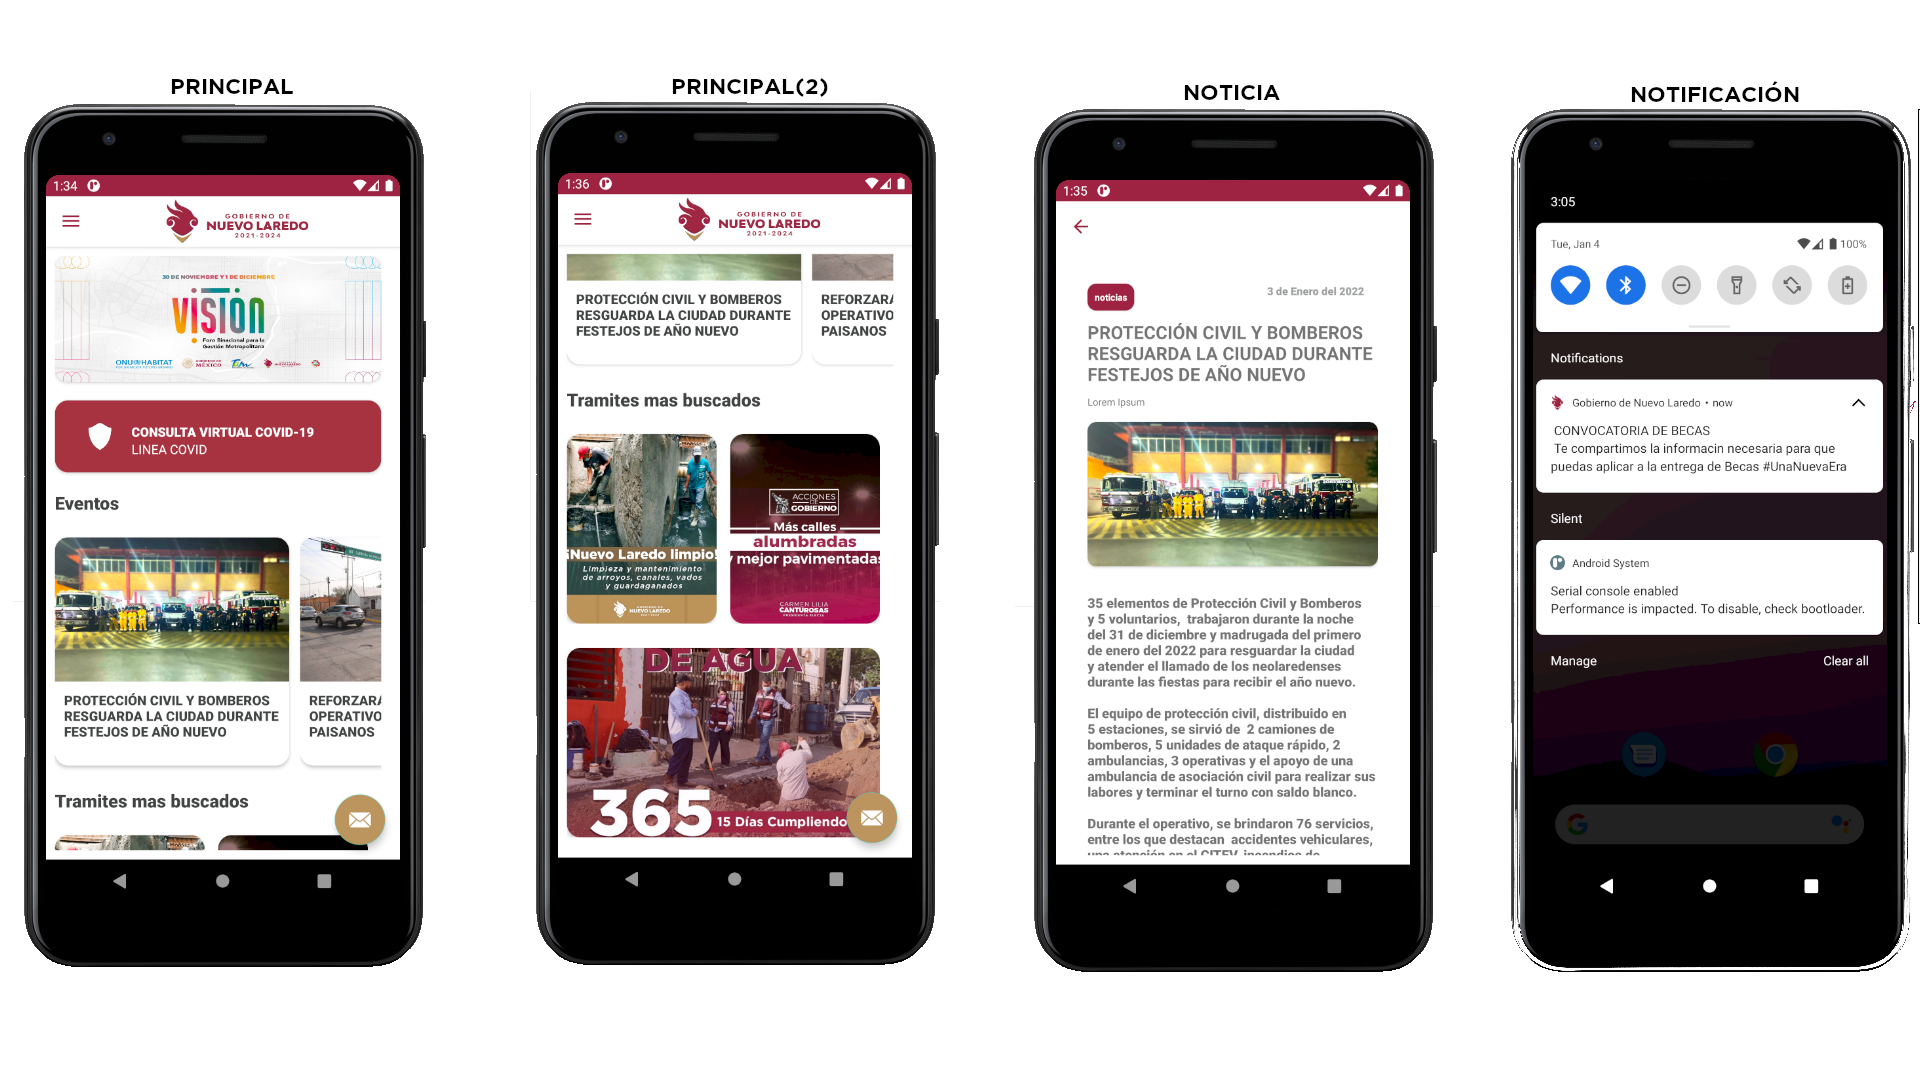 PRINCIPAL
1:34
GOBIERNO DE
NUEVO LAREDO
2021-2024
30 DE NOVIEMBRE Y 1 DE DICIEMBRE
VISIÓN
Foro Binacional para la
Gestión Metropolitana
ONU HABITAT
MÉXICO
CONSULTA VIRTUAL COVID-19
LINEA COVID
Eventos
PROTECCIÓN CIVIL Y BOMBEROS
RESGUARDA LA CIUDAD DURANTE
FESTEJOS DE AÑO NUEVO
REFORZARÁ
OPERATIVO
PAISANOS
Tramites mas buscados
PRINCIPAL(2)
1:36
GOBIERNO DE
NUEVO LAREDO
2021-2024
PROTECCIÓN CIVIL Y BOMBEROS
RESGUARDA LA CIUDAD DURANTE
FESTEJOS DE AÑO NUEVO
REFORZARÁ
OPERATIVO
PAISANOS
Tramites mas buscados
¡Nuevo Laredo limpio!
Limpieza y mantenimiento
de arroyos, canales, vados
y guardaganados
NUEVO LAREDO
ACCIONES
DE
GOBIERNO
Más calles
alumbradas
y mejor pavimentadas
CARMEN LILIA
CANTUROSAS
DE AGUA
365
15 Días Cumpliendo
NOTICIA
1:35
noticias
3 de Enero del 2022
PROTECCIÓN CIVIL Y BOMBEROS
RESGUARDA LA CIUDAD DURANTE
FESTEJOS DE AÑO NUEVO
Lorem Ipsum
35 elementos de Protección Civil y Bomberos
y 5 voluntarios, trabajaron durante la noche
del 31 de diciembre y madrugada del primero
de enero del 2022 para resguardar la ciudad
y atender el llamado de los neolaredenses
durante las fiestas para recibir el año nuevo.
El equipo de protección civil, distribuido en
5 estaciones, se sirvió de 2 camiones de
bomberos, 5 unidades de ataque rápido, 2
ambulancias, 3 operativas y el apoyo de una
ambulancia de asociación civil para realizar sus
labores y terminar el turno con saldo blanco.
Durante el operativo, se brindaron 76 servicios,
entre los que destacan accidentes vehiculares,
una atención en el CITEV, incendios de
NOTIFICACIÓN
3:05
Tue, Jan 4
100%
Notifications
Gobierno de Nuevo Laredo • now
CONVOCATORIA DE BECAS
Te compartimos la informacin necesaria para que
puedas aplicar a la entrega de Becas #UnaNuevaEra
Silent
Android System
Serial console enabled
Performance is impacted. To disable, check bootloader.
Manage
Clear all